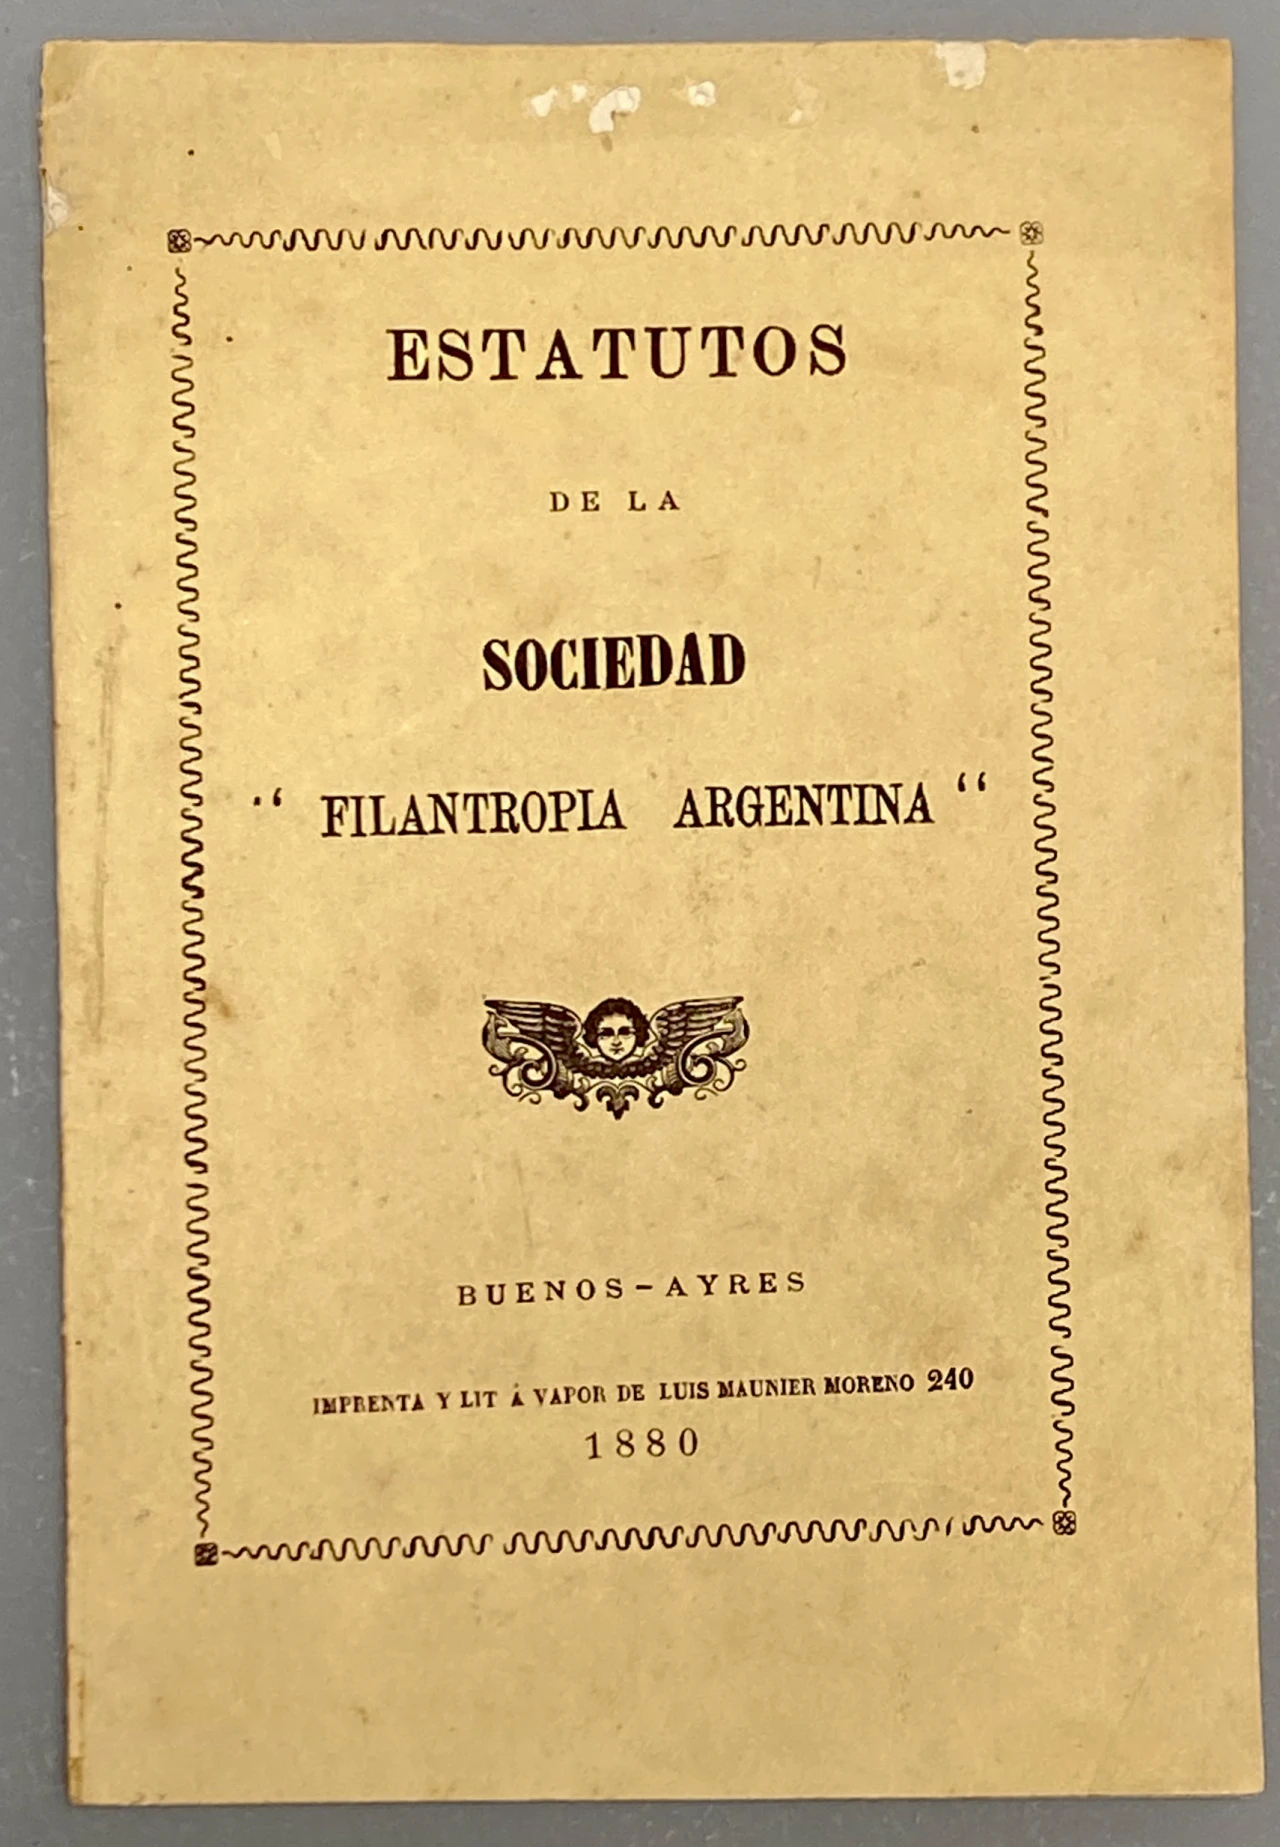 ESTATUTOS
DE LA
SOCIEDAD
“ FILANTROPIA ARGENTINA “
BUENOS-AYRES
IMPRENTA Y LIT Á VAPOR DE LUIS MAUNIER MORENO 240
1880